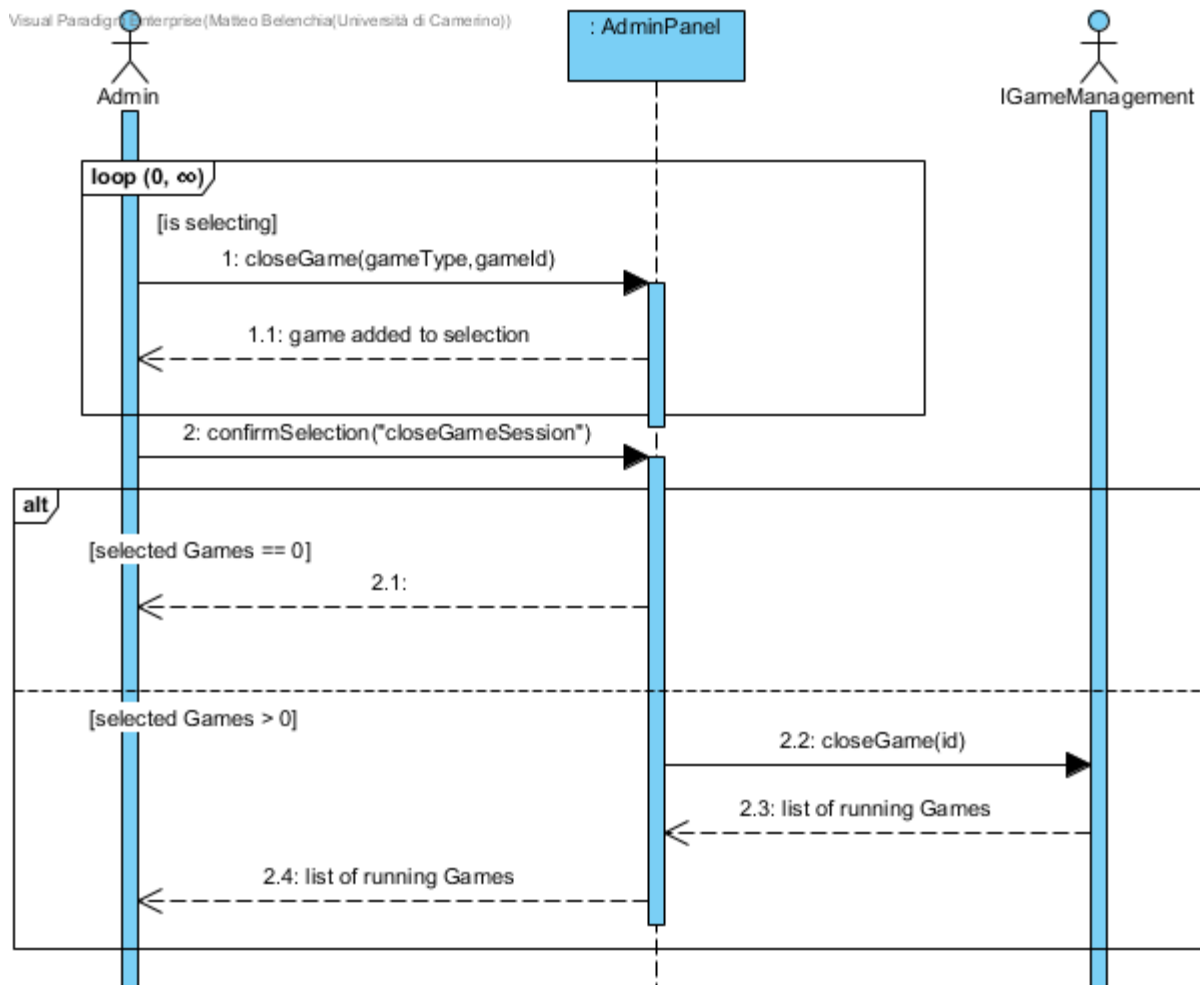 Visual Paradigm Enterprise(Matteo Belenchia(Università di Camerino))
: AdminPanel
Admin
IGameManagement
loop (0, ∞)
[is selecting]
1: closeGame(gameType,gameId)
1.1: game added to selection
2: confirmSelection("closeGameSession")
alt
[selected Games == 0]
2.1:
[selected Games > 0]
2.2: closeGame(id)
2.3: list of running Games
2.4: list of running Games